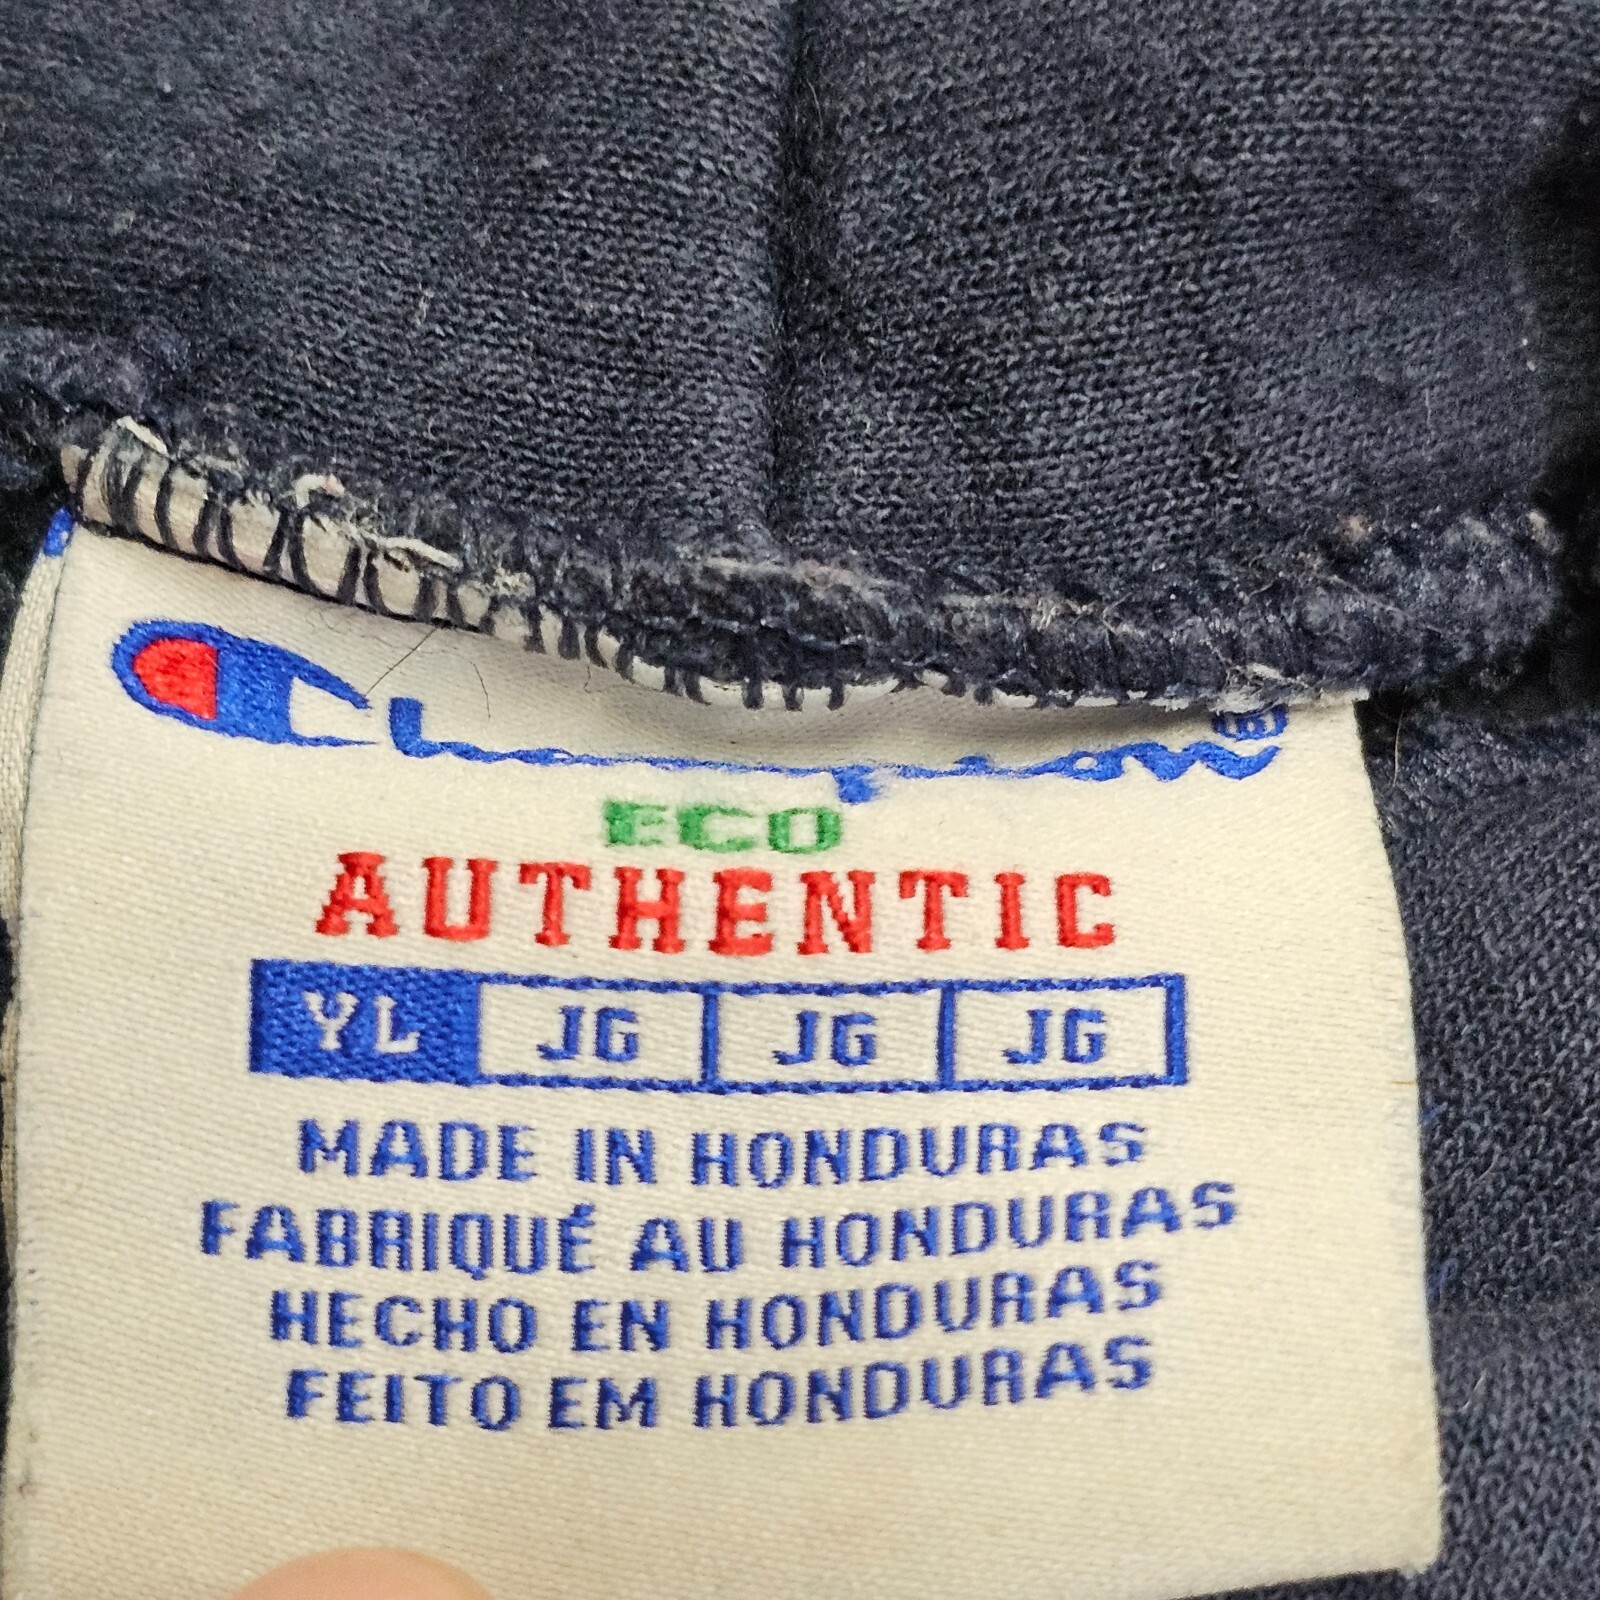 Champion®
ECO
AUTHENTIC
YL JG JG JG
MADE IN HONDURAS
FABRIQUÉ AU HONDURAS
HECHO EN HONDURAS
FEITO EM HONDURAS